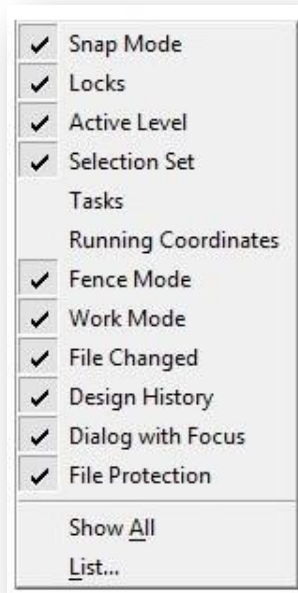 Snap Mode
Locks
Active Level
Selection Set
Tasks
Running Coordinates
Fence Mode
Work Mode
File Changed
Design History
Dialog with Focus
File Protection
Show All
List...